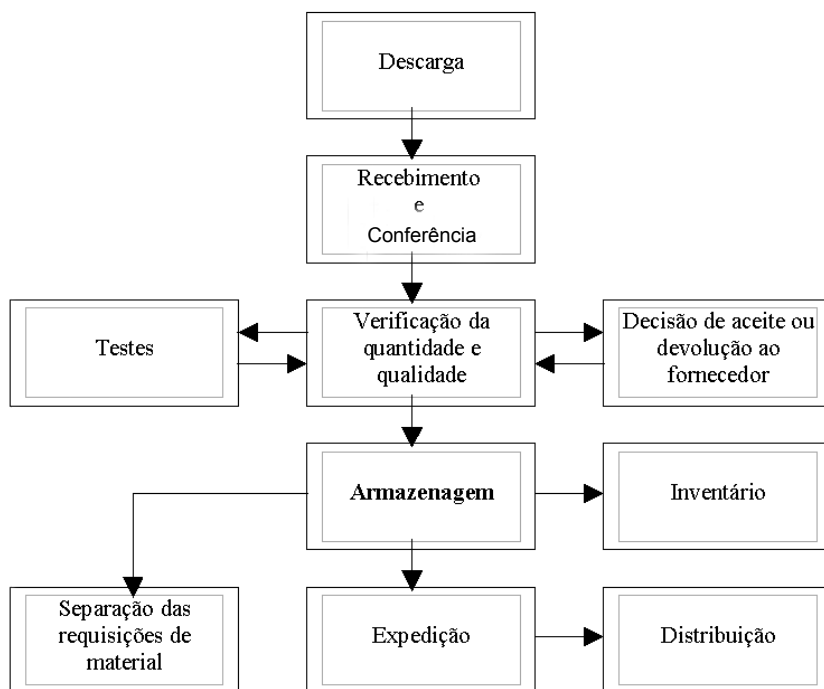 Descarga
Recebimento
e
Conferência
Testes
Verificação da
quantidade e
qualidade
Decisão de aceite ou
devolução ao
fornecedor
Armazenagem
Inventário
Separação das
requisições de
material
Expedição
Distribuição